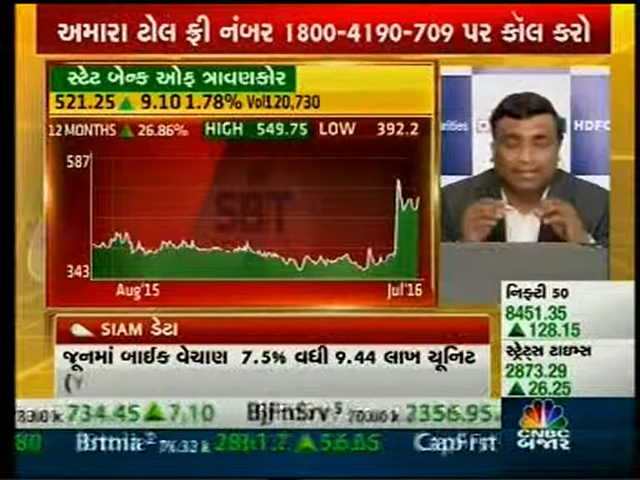 અમારા ટોલ ફ્રી નંબર 1800-4190-709 પર કૉલ કરો
સ્ટેટ બેન્ક ઓફ ત્રાવણકોર
521.25 ▲ 9.10 1.78% Vol120,730
12 MONTHS ▲ 26.86% HIGH 549.75 LOW 392.2
587
SBT
343
Aug'15 Jul'16
HDFC
નિફ્ટી 50
8451.35
▲ 128.15
સ્ટ્રેટ્સ ટાઇમ્સ
2873.29
▲ 26.25
SIAM ડેટા
જૂનમાં બાઈક વેચાણ 7.5% વધી 9.44 લાખ યૂનિટ
734.45 ▲ 7.10 BjFnSrv 2356.95
80 CapFrst
CNBC
બજાર